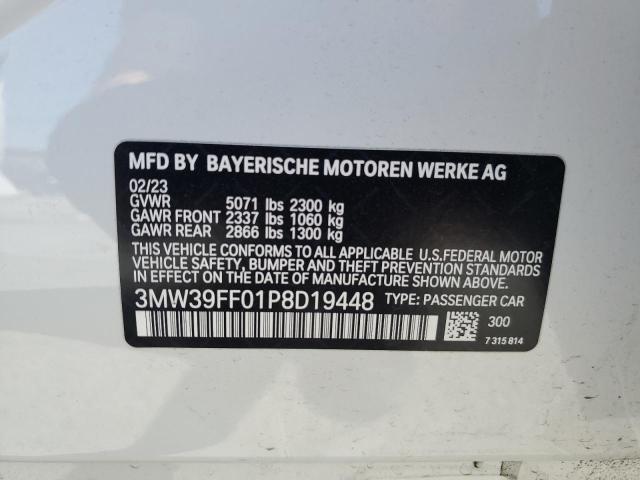 MFD BY BAYERISCHE MOTOREN WERKE AG
02/23
GVWR 5071 lbs 2300 kg
GAWR FRONT 2337 lbs 1060 kg
GAWR REAR 2866 lbs 1300 kg
THIS VEHICLE CONFORMS TO ALL APPLICABLE U.S.FEDERAL MOTOR
VEHICLE SAFETY, BUMPER AND THEFT PREVENTION STANDARDS IN
EFFECT ON THE DATE OF MANUFACTURE SHOWN ABOVE.
3MW39FF01P8D19448 TYPE: PASSENGER CAR
300
7 315 814